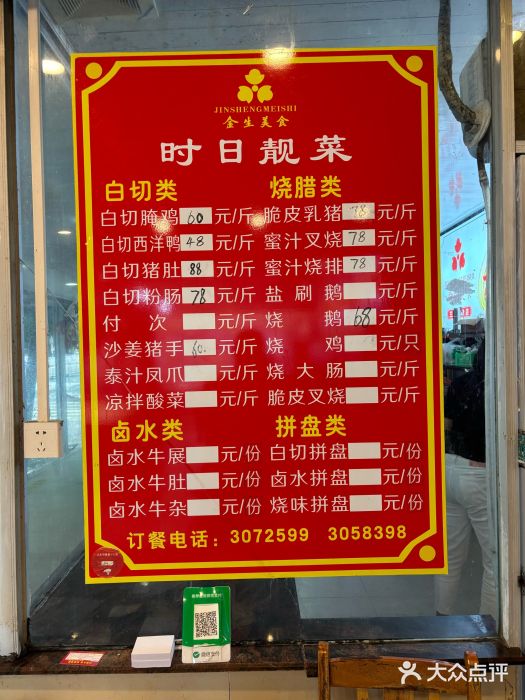 JINSHENGMEISHI
金生美食
时日靓菜
白切类
白切腌鸡 60 元/斤
白切西洋鸭 48 元/斤
白切猪肚 88 元/斤
白切粉肠 78 元/斤
付次 元/斤
沙姜猪手 60. 元/斤
泰汁凤爪 元/斤
凉拌酸菜 元/斤
烧腊类
脆皮乳猪 78 元/斤
蜜汁叉烧 78 元/斤
蜜汁烧排 78 元/斤
盐刷鹅 元/斤
烧鹅 68 元/斤
烧鸡 元/只
烧大肠 元/斤
脆皮叉烧 元/斤
卤水类
卤水牛展 元/份
卤水牛肚 元/份
卤水牛杂 元/份
拼盘类
白切拼盘 元/份
卤水拼盘 元/份
烧味拼盘 元/份
订餐电话：3072599 3058398
大众点评